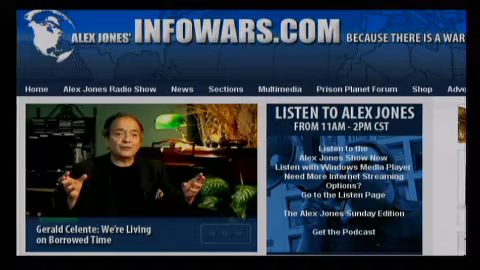 ALEX JONES' INFOWARS.COM BECAUSE THERE IS A WAR
Home Alex Jones Radio Show News Sections Multimedia Prison Planet Forum Shop Adve
LISTEN TO ALEX JONES
FROM 11AM - 2PM CST
Listen to the
Alex Jones Show Now
Listen with Windows Media Player
Need More Internet Streaming
Options?
Go to the Listen Page
The Alex Jones Sunday Edition
Get the Podcast
Gerald Celente: We're Living
on Borrowed Time